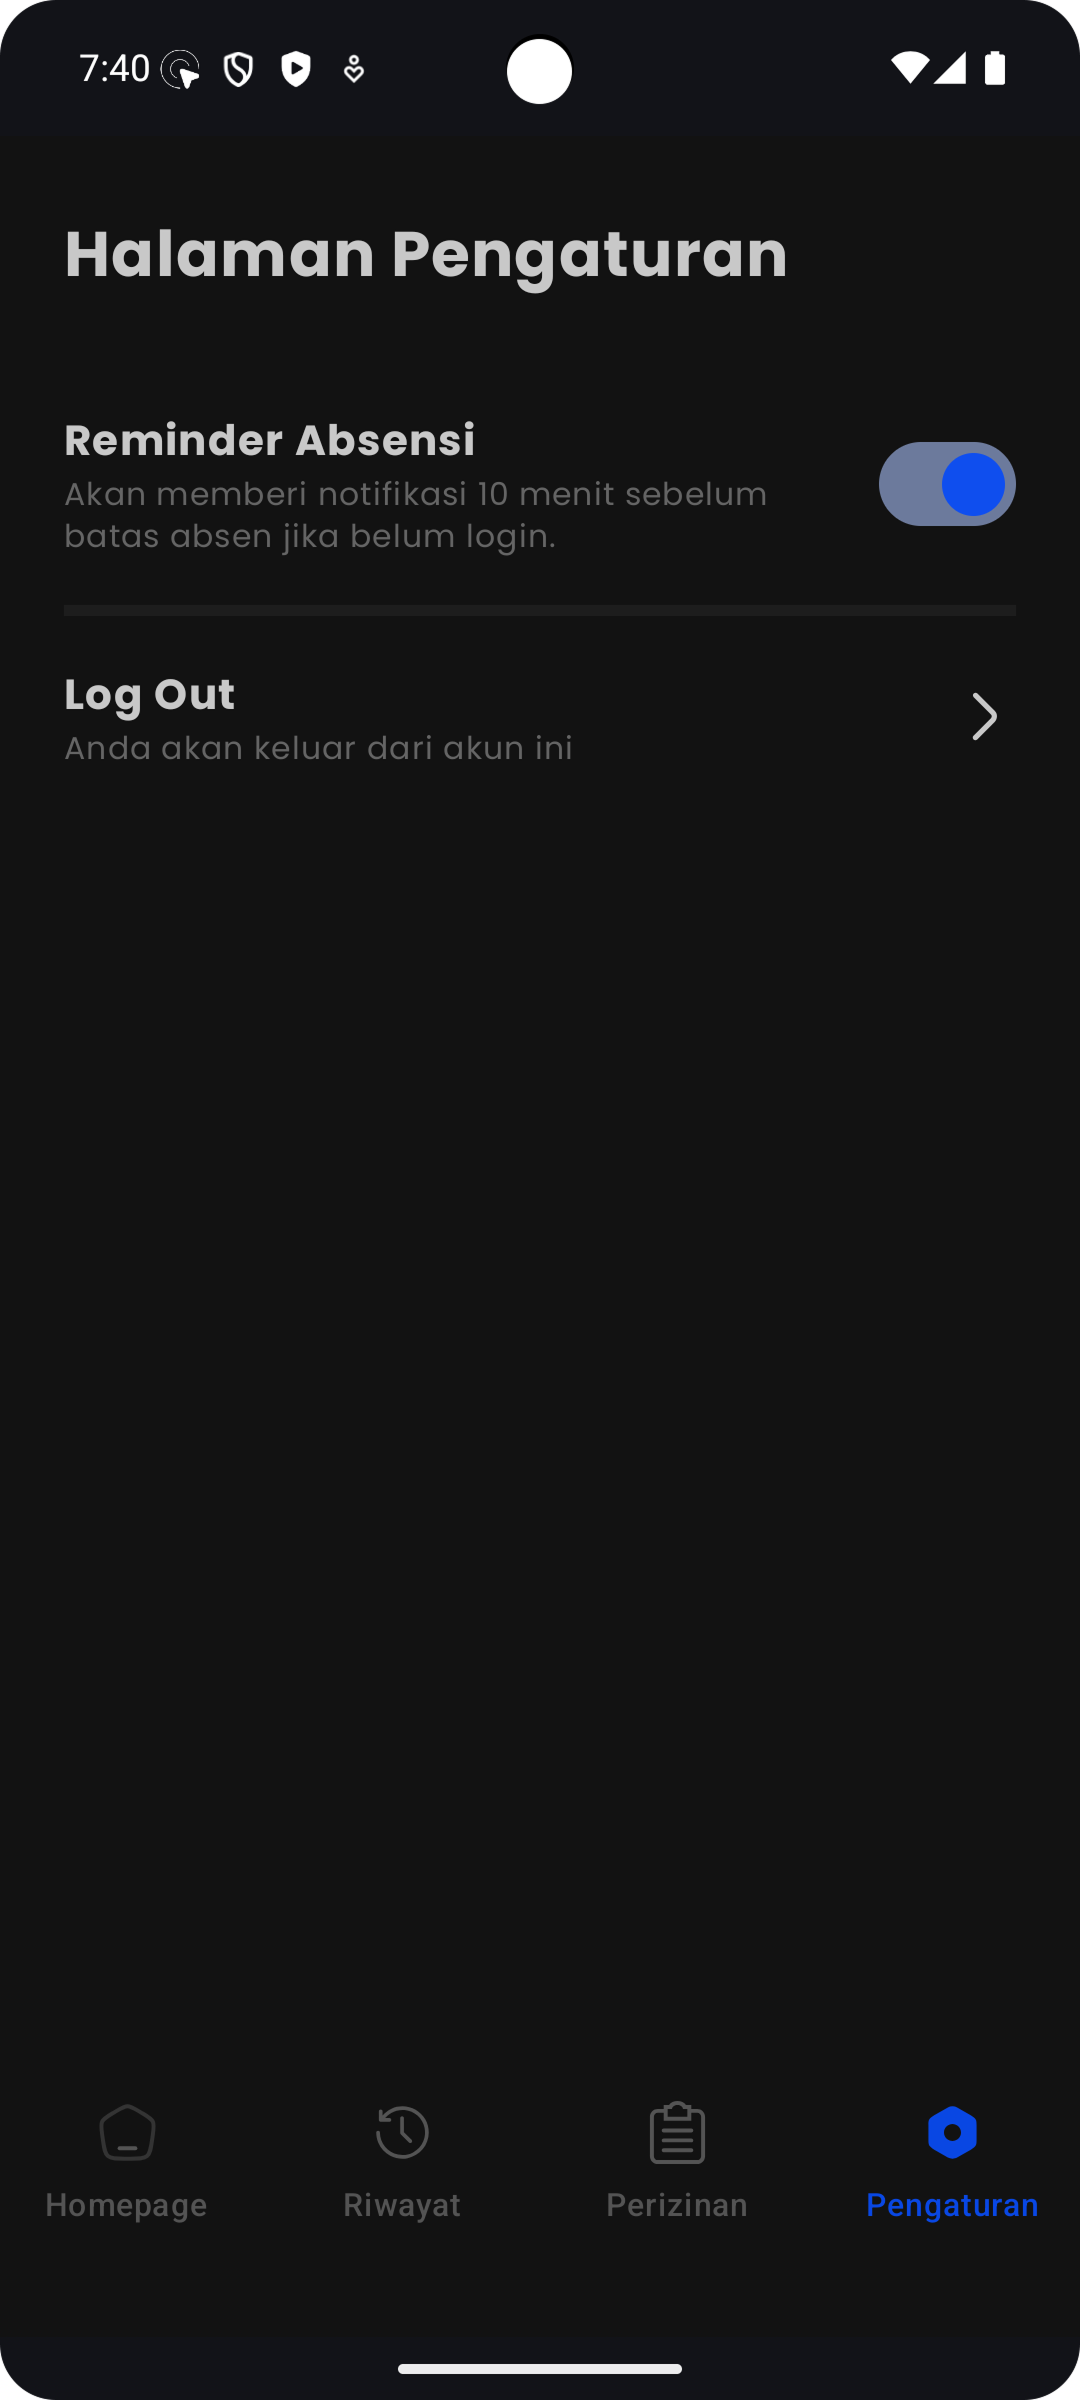 7:40
Halaman Pengaturan
Reminder Absensi
Akan memberi notifikasi 10 menit sebelum
batas absen jika belum login.
Log Out
Anda akan keluar dari akun ini
Homepage
Riwayat
Perizinan
Pengaturan